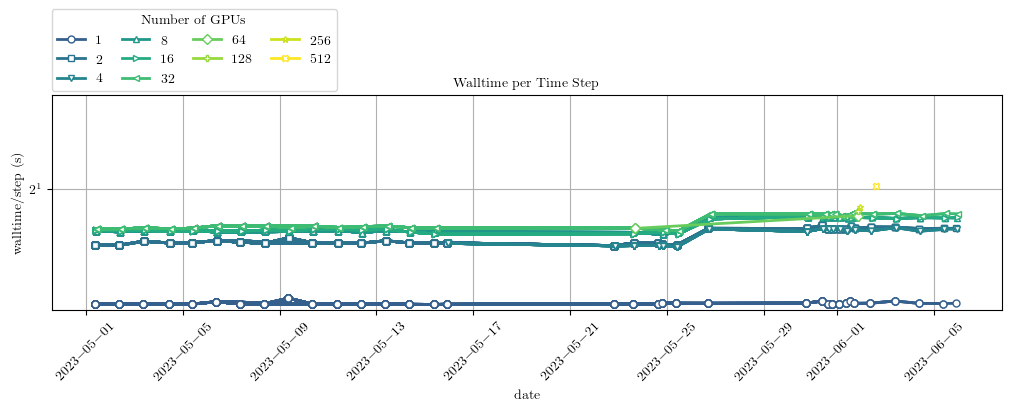 Number of GPUs
1 8 64 256
2 16 128 512
4 32
Walltime per Time Step
walltime/step (s)
2^1
2023−05−01 2023−05−05 2023−05−09 2023−05−13 2023−05−17 2023−05−21 2023−05−25 2023−05−29 2023−06−01 2023−06−05
date